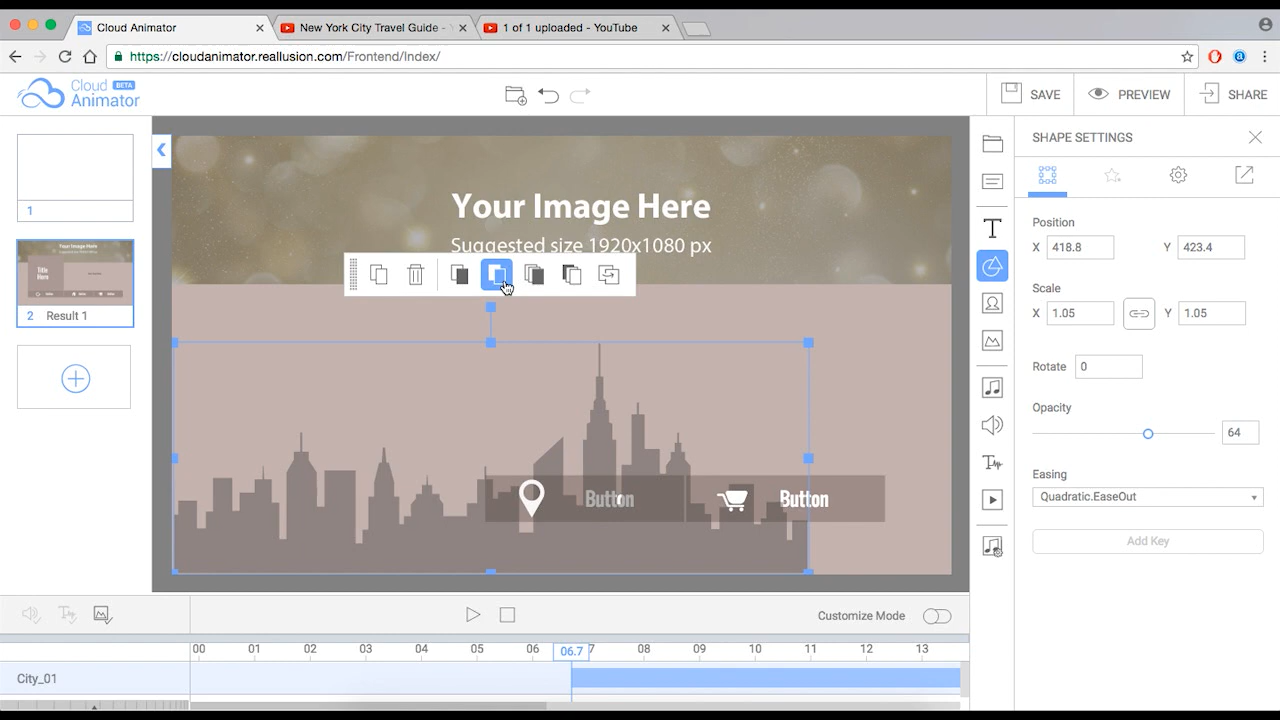 Cloud Animator
New York City Travel Guide -
1 of 1 uploaded - YouTube
https://cloudanimator.reallusion.com/Frontend/Index/
Cloud BETA
Animator
SAVE
PREVIEW
SHARE
1
2 Result 1
Your Image Here
Suggested size 1920x1080 px
Button
Button
SHAPE SETTINGS
Position
X 418.8 Y 423.4
Scale
X 1.05 Y 1.05
Rotate 0
Opacity
64
Easing
Quadratic.EaseOut
Add Key
Customize Mode
00 01 02 03 04 05 06 06.7 7 08 09 10 11 12 13
City_01